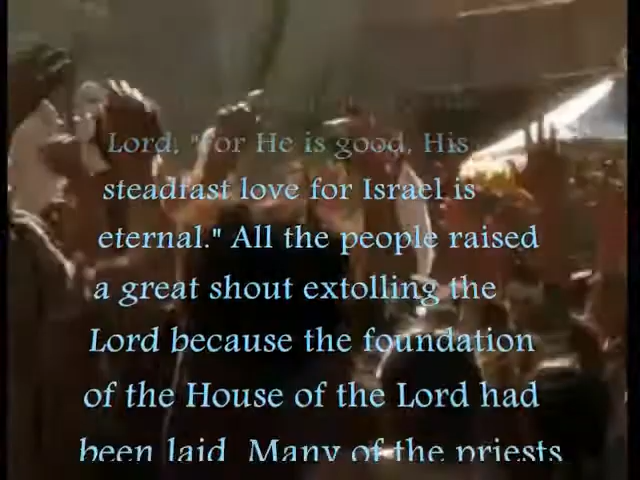 Lord, "For He is good, His
steadfast love for Israel is
eternal." All the people raised
a great shout extolling the
Lord because the foundation
of the House of the Lord had
been laid. Many of the priests